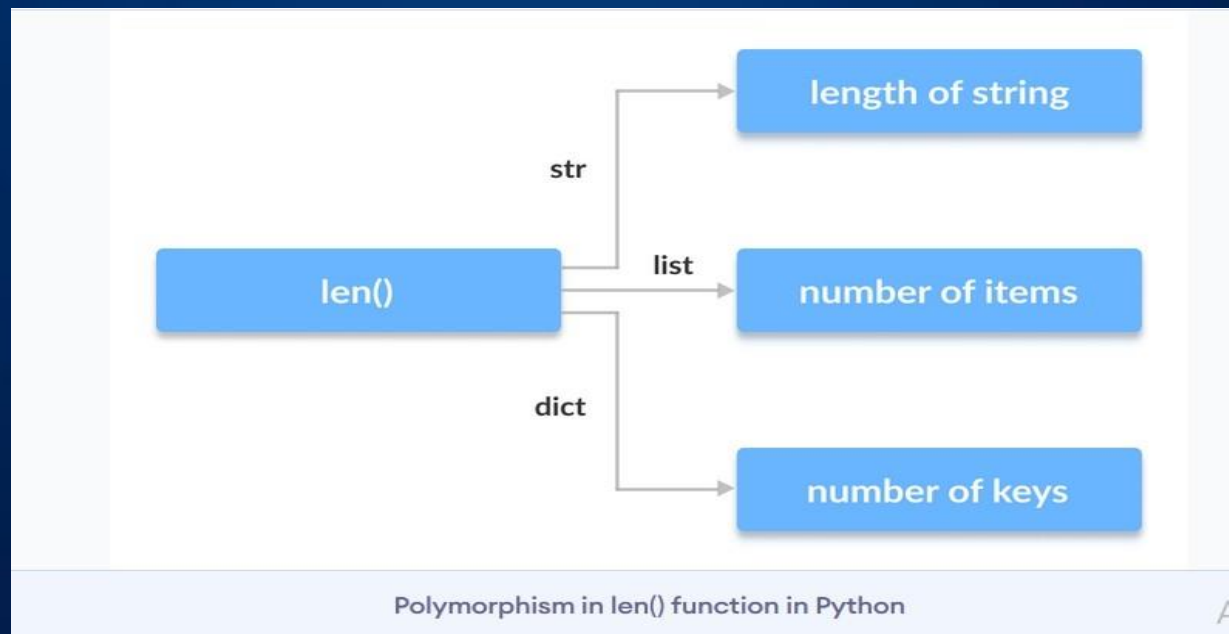 length of string
str
list
len()
number of items
dict
number of keys
Polymorphism in len() function in Python
A